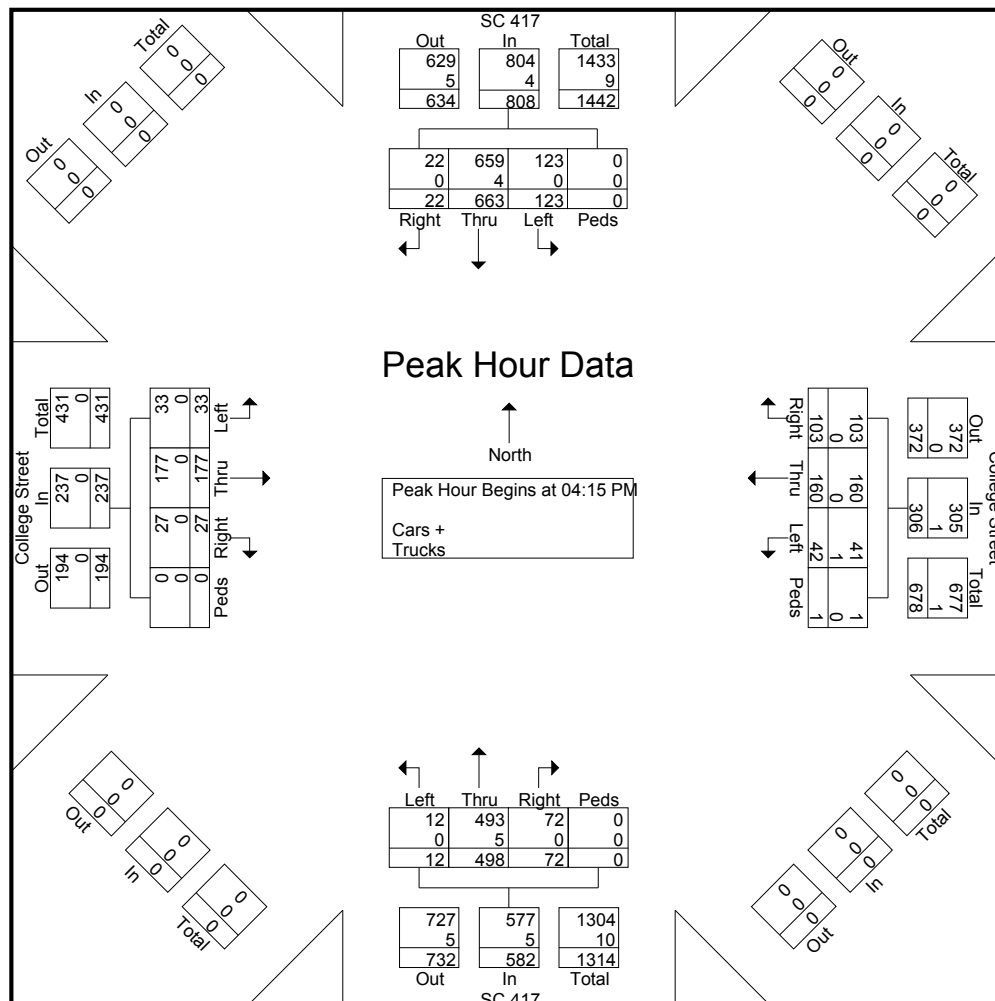 SC 417
Out In Total
629 804 1433
5 4 9
634 808 1442
22 659 123 0
0 4 0 0
22 663 123 0
Right Thru Left Peds
Total
0 0 0
In
0 0 0
Out
0 0 0
Out
0 0 0
In
0 0 0
Total
0 0 0
College Street
Total In Out
431 237 194
0 0 0
431 237 194
33 177 27 0
0 0 0 0
33 177 27 0
Left Thru Right Peds
Peak Hour Data
North
Peak Hour Begins at 04:15 PM
Cars +
Trucks
Right Thru Left Peds
103 160 41 1
0 0 1 0
103 160 42 1
Out In Total
372 305 677
0 1 1
372 306 678
College Street
Left Thru Right Peds
12 493 72 0
0 5 0 0
12 498 72 0
727 577 1304
5 5 10
732 582 1314
Out In Total
SC 417
0 0 0
Out
0 0 0
In
0 0 0
Total
0 0 0
Total
0 0 0
In
0 0 0
Out